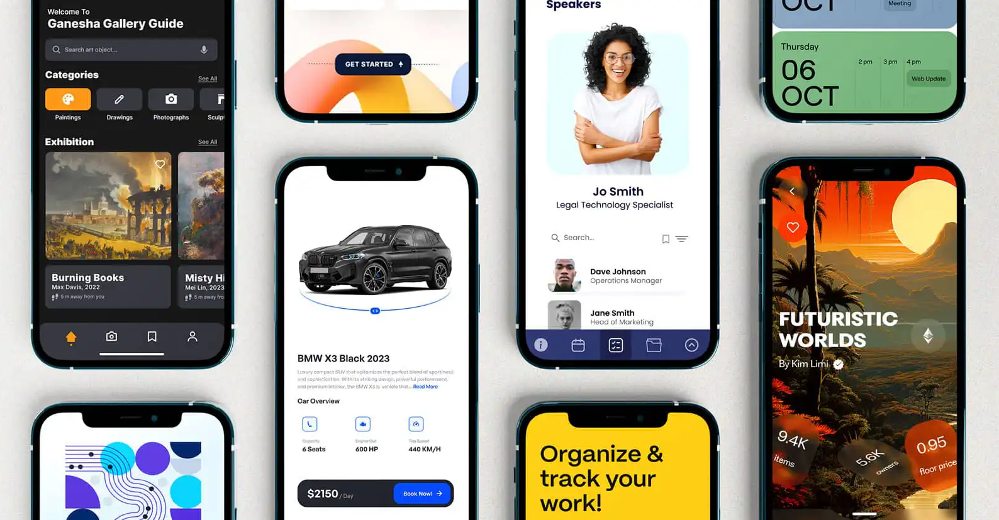 Welcome To
Ganesha Gallery Guide
Search art object...
Categories
See All
Paintings
Drawings
Photographs
Sculp
Exhibition
See All
Burning Books
Max Davis, 2022
5 m away from you
Misty Hi
Mei Lin, 2023
5 m away fro
GET STARTED
BMW X3 Black 2023
Luxury compact SUV that epitomizes the perfect blend of sportiness
and sophistication. With its striking design, powerful performance,
and premium interior, the BMW X3 is vehicle that... Read More
Car Overview
Capacity
6 Seats
Engine Out
600 HP
Top Speed
440 KM/H
$2150 / Day
Book Now!
Speakers
Jo Smith
Legal Technology Specialist
Search...
Dave Johnson
Operations Manager
Jane Smith
Head of Marketing
Organize &
track your
work!
OCT
Meeting
Thursday
06
OCT
2 pm
3 pm
4 pm
Web Update
FUTURISTIC
WORLDS
By Kim Limi
9.4K
items
5.6K
owners
0.95
floor price